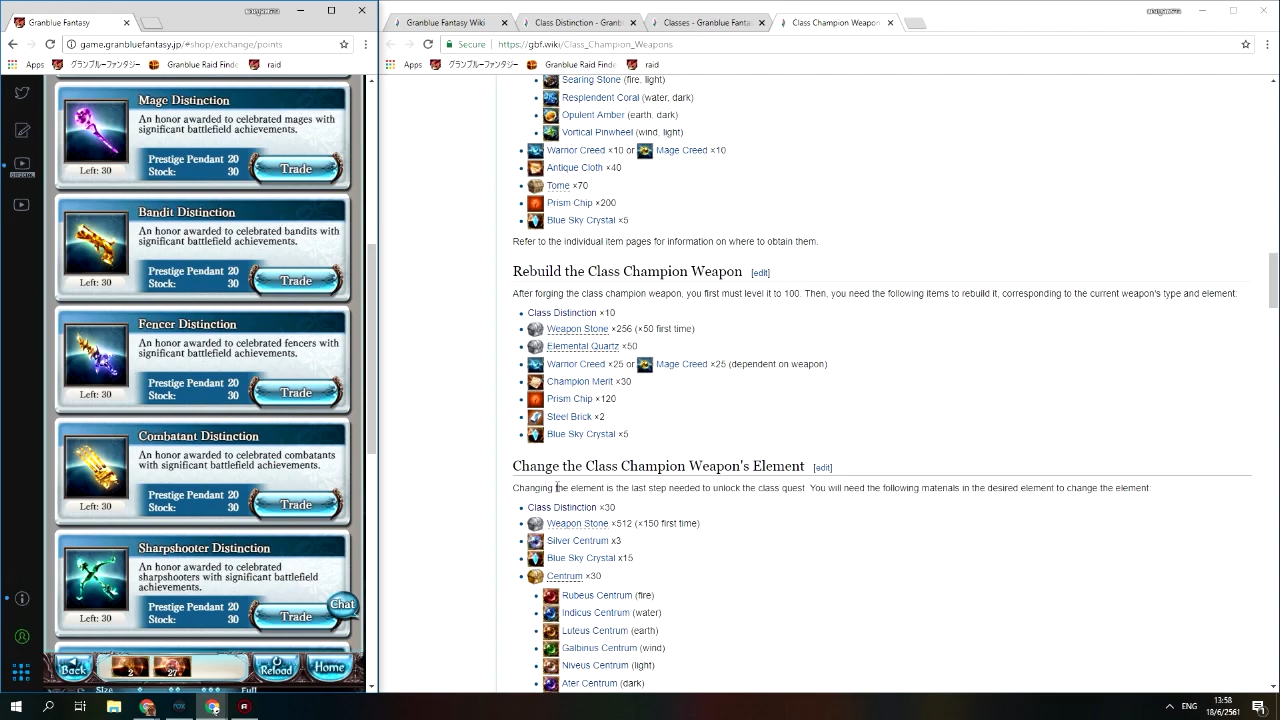 Granblue Fantasy
game.granbluefantasy.jp/#shop/exchange/points
Apps グランブルーファンタジー Granblue Raid Finde raid
Mage Distinction
An honor awarded to celebrated mages with
significant battlefield achievements.
Prestige Pendant 20
Left: 30
Stock: 30
Trade
Bandit Distinction
An honor awarded to celebrated bandits with
significant battlefield achievements.
Prestige Pendant 20
Left: 30
Stock: 30
Trade
Fencer Distinction
An honor awarded to celebrated fencers with
significant battlefield achievements.
Prestige Pendant 20
Left: 30
Stock: 30
Trade
Combatant Distinction
An honor awarded to celebrated combatants
with significant battlefield achievements.
Prestige Pendant 20
Left: 30
Stock: 30
Trade
Sharpshooter Distinction
An honor awarded to celebrated
sharpshooters with significant battlefield
achievements.
Prestige Pendant 20
Left: 30
Stock: 30
Trade
Chat
Back
2
27
Reload
Home
Size
Full
Granblue Fantasy Wiki
Class Distinction - Granbl
Classes - Granblue Fantas
Class Champion Weapon
Secure https://gbf.wiki/Class_Champion_Weapons
Apps グランブルーファンタジー Granblue Raid Finde raid
Searing Stone (fire, light)
Resplendent Coral (water, dark)
Opulent Amber (earth, dark)
Vortical Pinwheel (wind, light)
Warrior Creed ×10 or Mage Creed ×10
Antique Cloth ×40
Tome ×70
Prism Chip ×200
Blue Sky Crystal ×5
Refer to the individual item pages for information on where to obtain them.
Rebuild the Class Champion Weapon [edit]
After forging the class champion weapon, you first must level it to 100. Then, you need the following items to rebuild it, corresponding to the current weapon's type and element:
Class Distinction ×10
Weapon Stone ×256 (×50 first time)
Elemental Quartz ×50
Warrior Creed ×25 or Mage Creed ×25 (dependent on weapon)
Champion Merit ×30
Prism Chip ×120
Steel Brick ×2
Blue Sky Crystal ×5
Change the Class Champion Weapon's Element [edit]
Changing the element is the last step needed to unlock the class quest. You will need the following materials in the desired element to change the element:
Class Distinction ×30
Weapon Stone ×512 (×150 first time)
Silver Centrum ×3
Blue Sky Crystal ×15
Centrum ×30
Rubeus Centrum (fire)
Indicus Centrum (water)
Luteus Centrum (earth)
Galbinus Centrum (wind)
Niveus Centrum (light)
Ater Centrum (dark)
ENG
13:58
18/6/2561